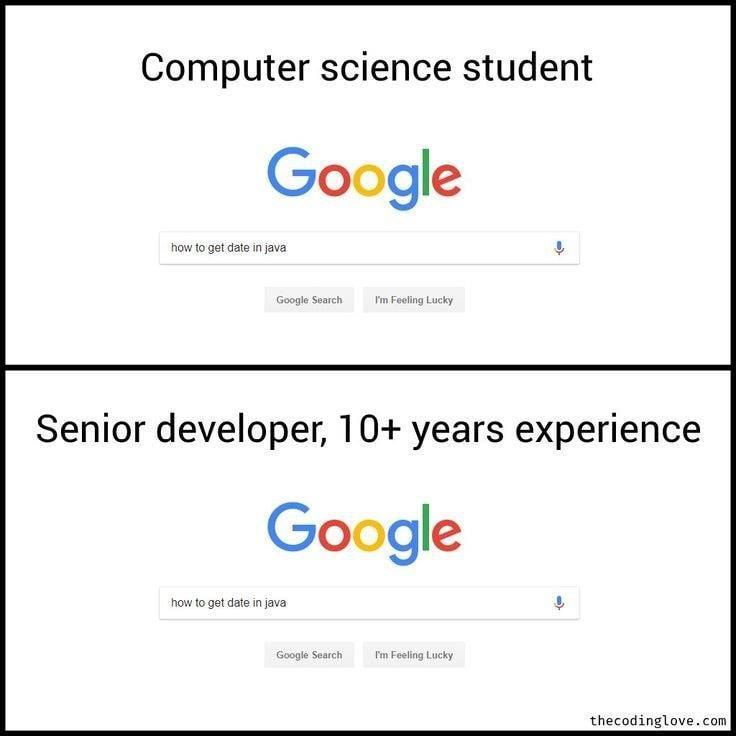 Computer science student
Google
how to get date in java
Google Search I'm Feeling Lucky
Senior developer, 10+ years experience
Google
how to get date in java
Google Search I'm Feeling Lucky
thecodinglove.com